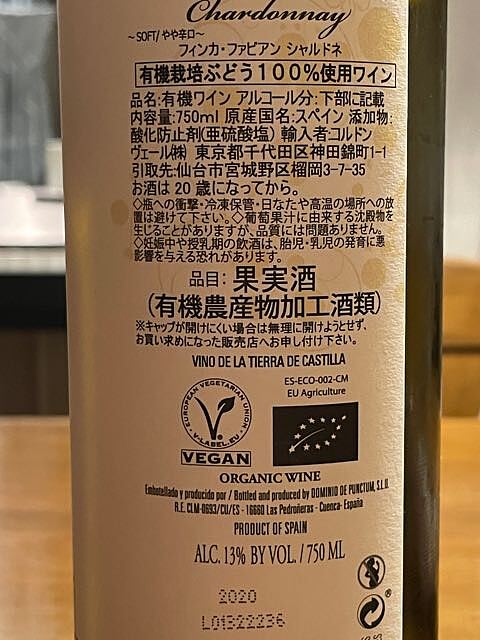 Chardonnay
～SOFT/やや辛口～
フィンカ・ファビアン シャルドネ
有機栽培ぶどう100%使用ワイン
品名:有機ワイン アルコール分:下部に記載
内容量:750ml 原産国名:スペイン 添加物:
酸化防止剤(亜硫酸塩) 輸入者:コルドン
ヴェール㈱ 東京都千代田区神田錦町1-1
引取先:仙台市宮城野区榴岡3-7-35
お酒は20歳になってから。
◇瓶への衝撃・冷凍保管・日なたや高温の場所への放
置は避けて下さい。◇葡萄果汁に由来する沈殿物を
生じることがありますが、品質には問題ありません。
◇妊娠中や授乳期の飲酒は、胎児・乳児の発育に悪
影響を与える恐れがあります。
品目:果実酒
(有機農産物加工酒類)
※キャップが開けにくい場合は無理に開けようとせず、
お買い求めになった販売店へお申し付け下さい。
VINO DE LA TIERRA DE CASTILLA
ES-ECO-002-CM
EU Agriculture
EUROPEAN VEGETARIAN UNION
V-LABEL.EU
VEGAN
ORGANIC WINE
Embotellado y producido por / Bottled and produced by DOMINIO DE PUNCTUM, S.L.U.
R.E. CLM-0693/CU/ES - 16660 Las Pedroñeras - Cuenca- España
PRODUCT OF SPAIN
ALC. 13% BY VOL. / 750 ML
2020
L01322236